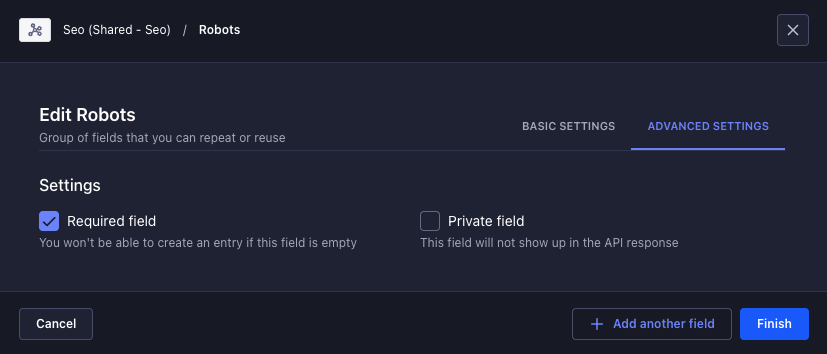 Seo (Shared - Seo) / Robots
Edit Robots
Group of fields that you can repeat or reuse
BASIC SETTINGS ADVANCED SETTINGS
Settings
Required field
You won't be able to create an entry if this field is empty
Private field
This field will not show up in the API response
Cancel
Add another field
Finish